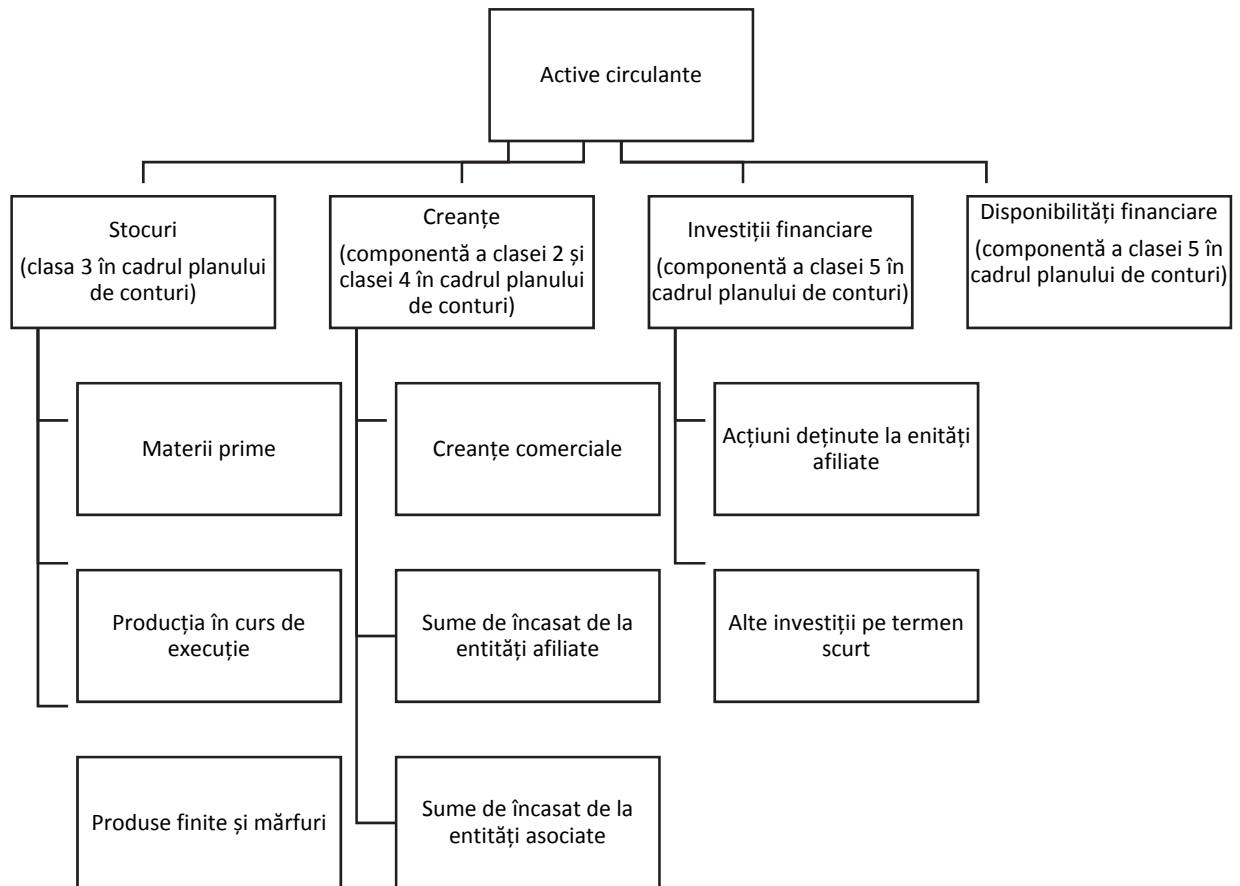 Active circulante
Stocuri
(clasa 3 în cadrul planului
de conturi)
Creanțe
(componentă a clasei 2 și
clasei 4 în cadrul planului
de conturi)
Investiții financiare
(componentă a clasei 5 în
cadrul planului de conturi)
Disponibilități financiare
(componentă a clasei 5 în
cadrul planului de conturi)
Materii prime
Creanțe comerciale
Acțiuni deținute la enități
afiliate
Producția în curs de
execuție
Sume de încasat de la
entități afiliate
Alte investiții pe termen
scurt
Produse finite și mărfuri
Sume de încasat de la
entități asociate